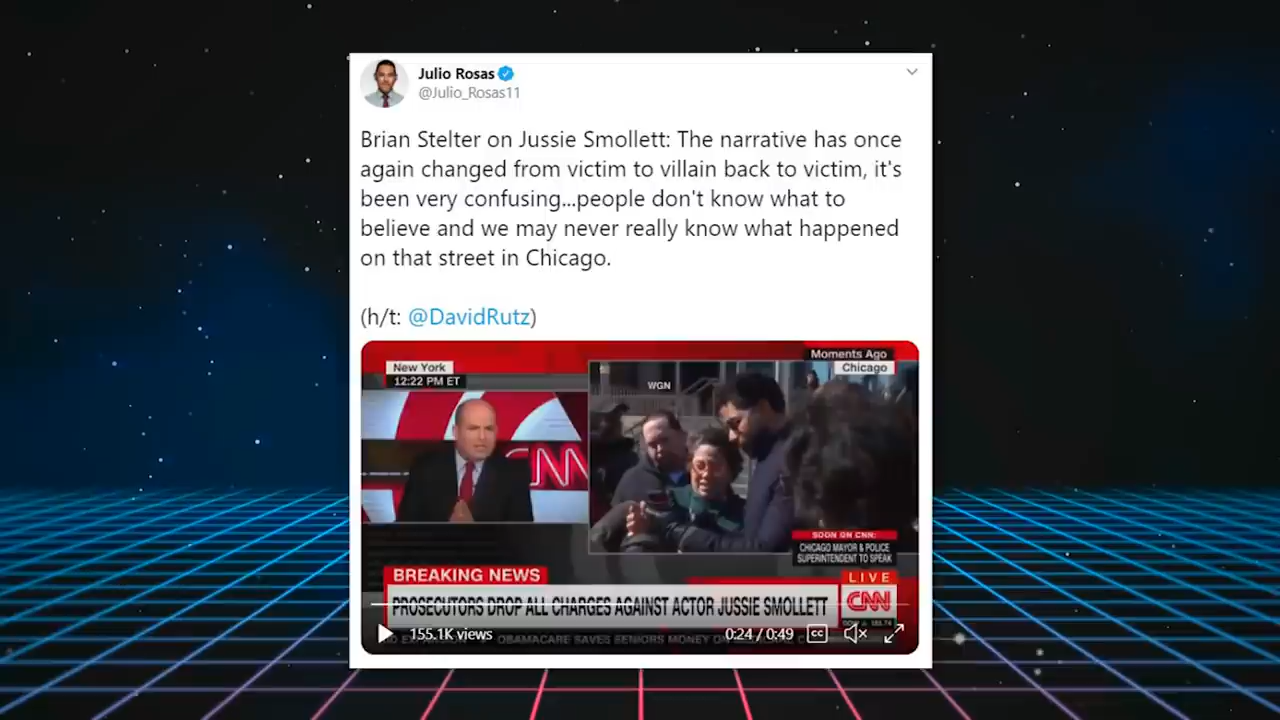 Julio Rosas
@Julio_Rosas11
Brian Stelter on Jussie Smollett: The narrative has once
again changed from victim to villain back to victim, it's
been very confusing...people don't know what to
believe and we may never really know what happened
on that street in Chicago.
(h/t: @DavidRutz)
New York
12:22 PM ET
Moments Ago
Chicago
WGN
CNN
SOON ON CNN:
CHICAGO MAYOR & POLICE
SUPERINTENDENT TO SPEAK
BREAKING NEWS
LIVE
PROSECUTORS DROP ALL CHARGES AGAINST ACTOR JUSSIE SMOLLETT
CNN
155.1K views
0:24 / 0:49
CC
OBAMACARE SAVES SENIORS MONEY ON